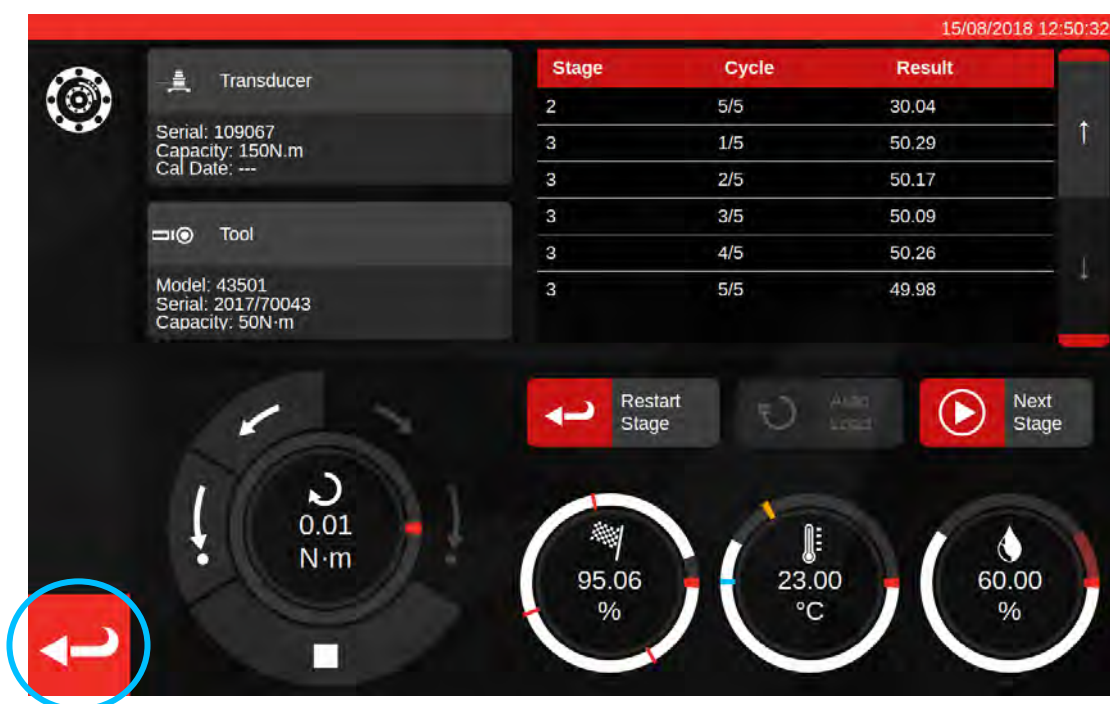 15/08/2018 12:50:32
Transducer
Serial: 109067
Capacity: 150N.m
Cal Date: ---
Tool
Model: 43501
Serial: 2017/70043
Capacity: 50N·m
Stage Cycle Result
2 5/5 30.04
3 1/5 50.29
3 2/5 50.17
3 3/5 50.09
3 4/5 50.26
3 5/5 49.98
Restart
Stage
Auto
Load
Next
Stage
0.01
N·m
95.06
%
23.00
°C
60.00
%